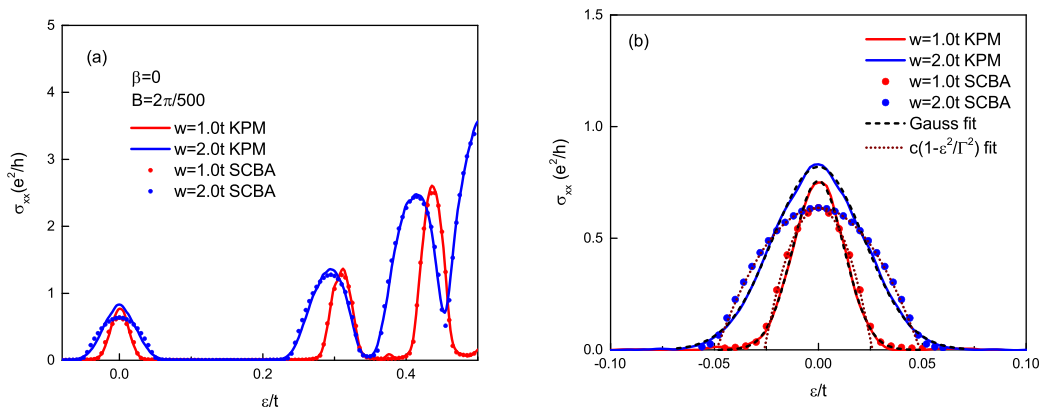 (a)
β=0
B=2π/500
w=1.0t KPM
w=2.0t KPM
w=1.0t SCBA
w=2.0t SCBA
5
4
3
2
1
0
σxx(e²/h)
0.0 0.2 0.4
ε/t
(b)
w=1.0t KPM
w=2.0t KPM
w=1.0t SCBA
w=2.0t SCBA
Gauss fit
c(1-ε²/Γ²) fit
1.5
1.0
0.5
0.0
σxx (e²/h)
-0.10 -0.05 0.00 0.05 0.10
ε/t